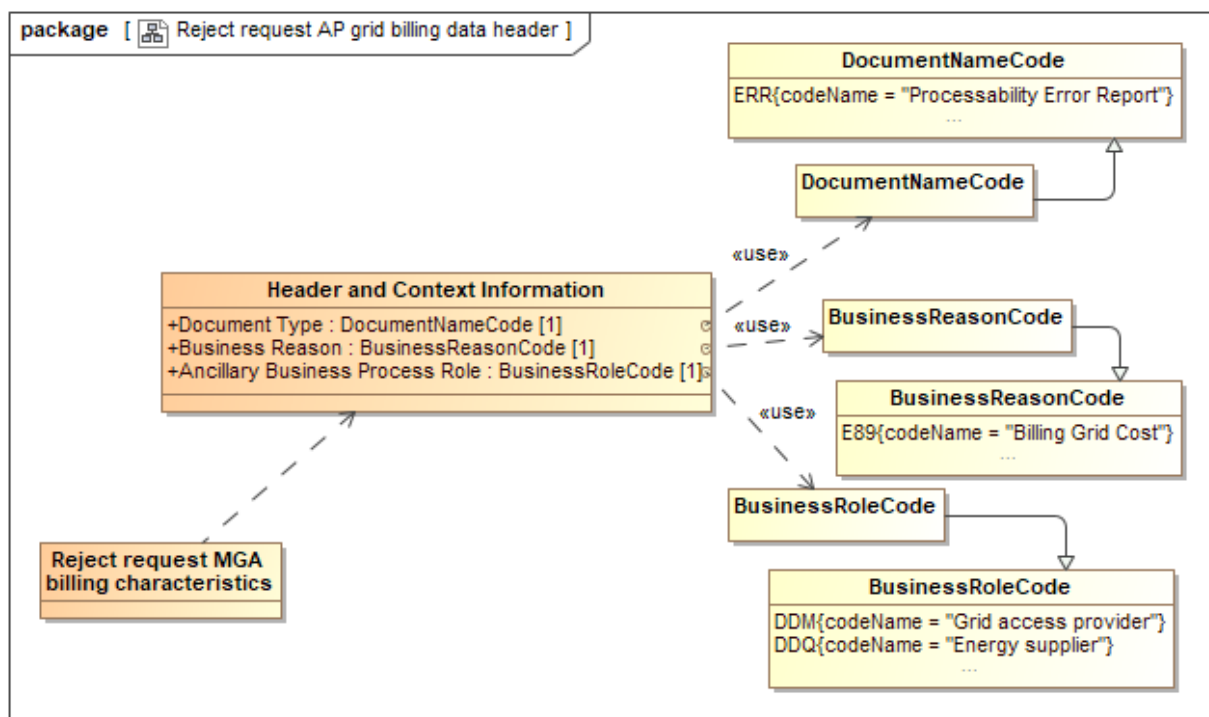 package [ Reject request AP grid billing data header ]
DocumentNameCode
ERR{codeName = "Processability Error Report"}
...
DocumentNameCode
«use»
Header and Context Information
+Document Type : DocumentNameCode [1]
+Business Reason : BusinessReasonCode [1]
+Ancillary Business Process Role : BusinessRoleCode [1]
«use»
BusinessReasonCode
BusinessReasonCode
E89{codeName = "Billing Grid Cost"}
...
«use»
BusinessRoleCode
Reject request MGA
billing characteristics
BusinessRoleCode
DDM{codeName = "Grid access provider"}
DDQ{codeName = "Energy supplier"}
...